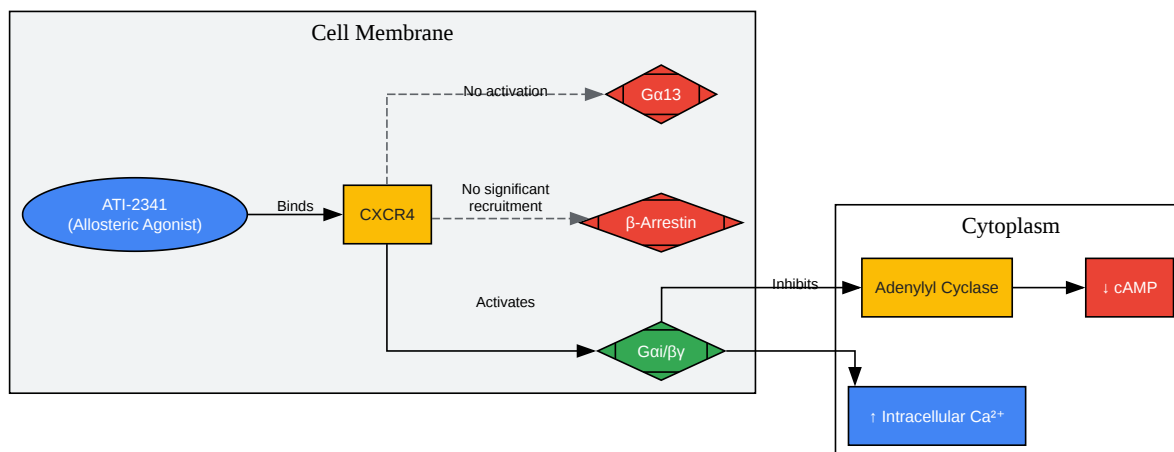 Cell Membrane
No activation
Gα13
ATI-2341
(Allosteric Agonist)
Binds
CXCR4
No significant
recruitment
β-Arrestin
Activates
Gαi/βγ
Cytoplasm
Inhibits
Adenylyl Cyclase
↓ cAMP
↑ Intracellular Ca²⁺